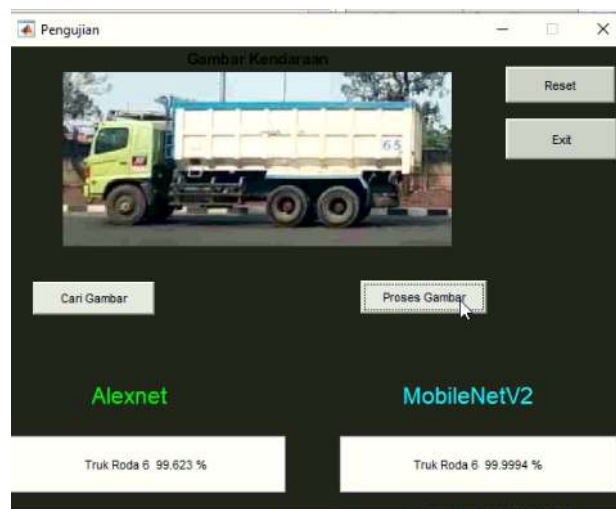 Pengujian
Gambar Kendaraan
65
Reset
Exit
Cari Gambar
Proses Gambar
Alexnet
MobileNetV2
Truk Roda 6 99.623 %
Truk Roda 6 99.9994 %